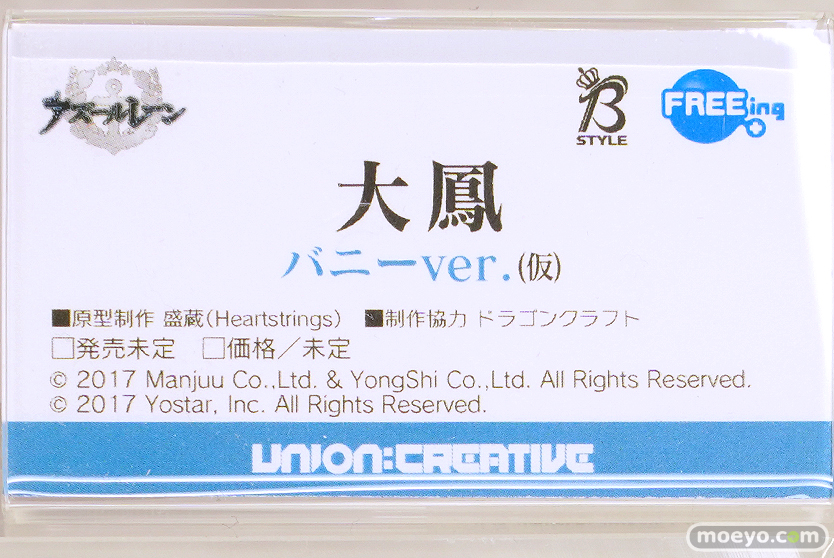 アズールレーン
B STYLE
FREEing
大鳳
バニーver.(仮)
■原型制作 盛蔵(Heartstrings) ■制作協力 ドラゴンクラフト
□発売未定 □価格/未定
© 2017 Manjuu Co.,Ltd. & YongShi Co.,Ltd. All Rights Reserved.
© 2017 Yostar, Inc. All Rights Reserved.
UNION:CREATIVE
moeyo.com